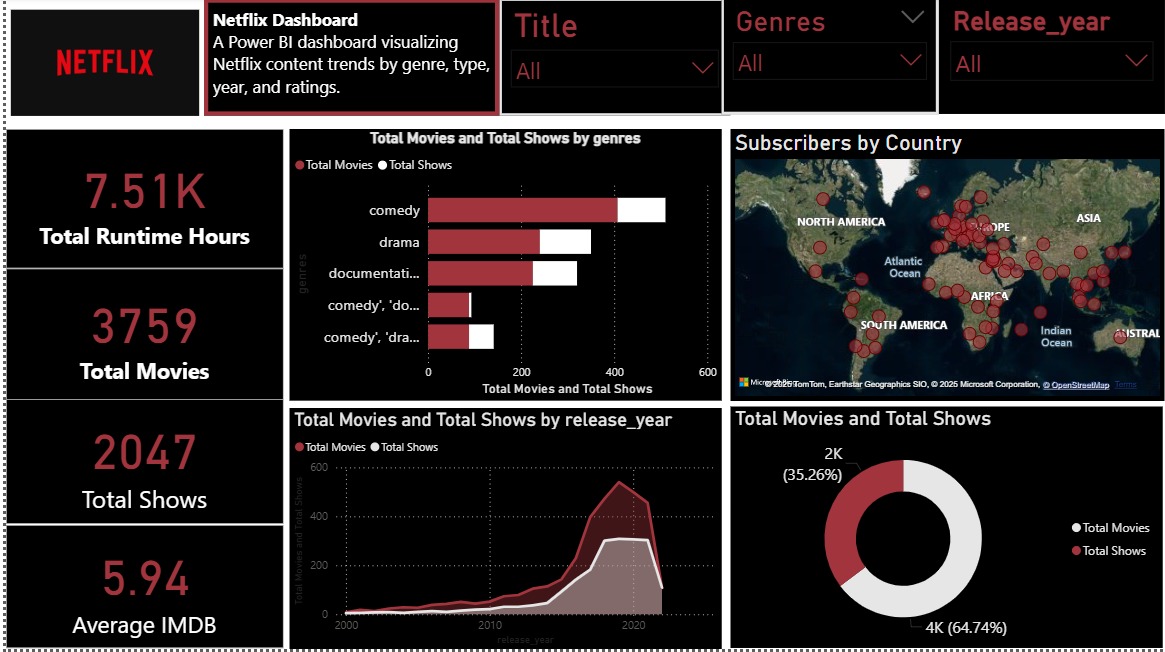 NETFLIX
Netflix Dashboard
A Power BI dashboard visualizing
Netflix content trends by genre, type,
year, and ratings.
Title
All
Genres
All
Release_year
All
7.51K
Total Runtime Hours
3759
Total Movies
2047
Total Shows
5.94
Average IMDB
Total Movies and Total Shows by genres
Total Movies Total Shows
genres
comedy
drama
documentati...
comedy', 'do...
comedy', 'dra...
0 200 400 600
Total Movies and Total Shows
Subscribers by Country
NORTH AMERICA
EUROPE
ASIA
Atlantic
Ocean
AFRICA
SOUTH AMERICA
Indian
Ocean
AUSTRAL
© 2025 TomTom, Earthstar Geographics SIO, © 2025 Microsoft Corporation, © OpenStreetMap Terms
Total Movies and Total Shows by release_year
Total Movies Total Shows
Total Movies and Total Shows
600
400
200
0
2000 2010 2020
release_year
Total Movies and Total Shows
2K
(35.26%)
Total Movies
Total Shows
4K (64.74%)